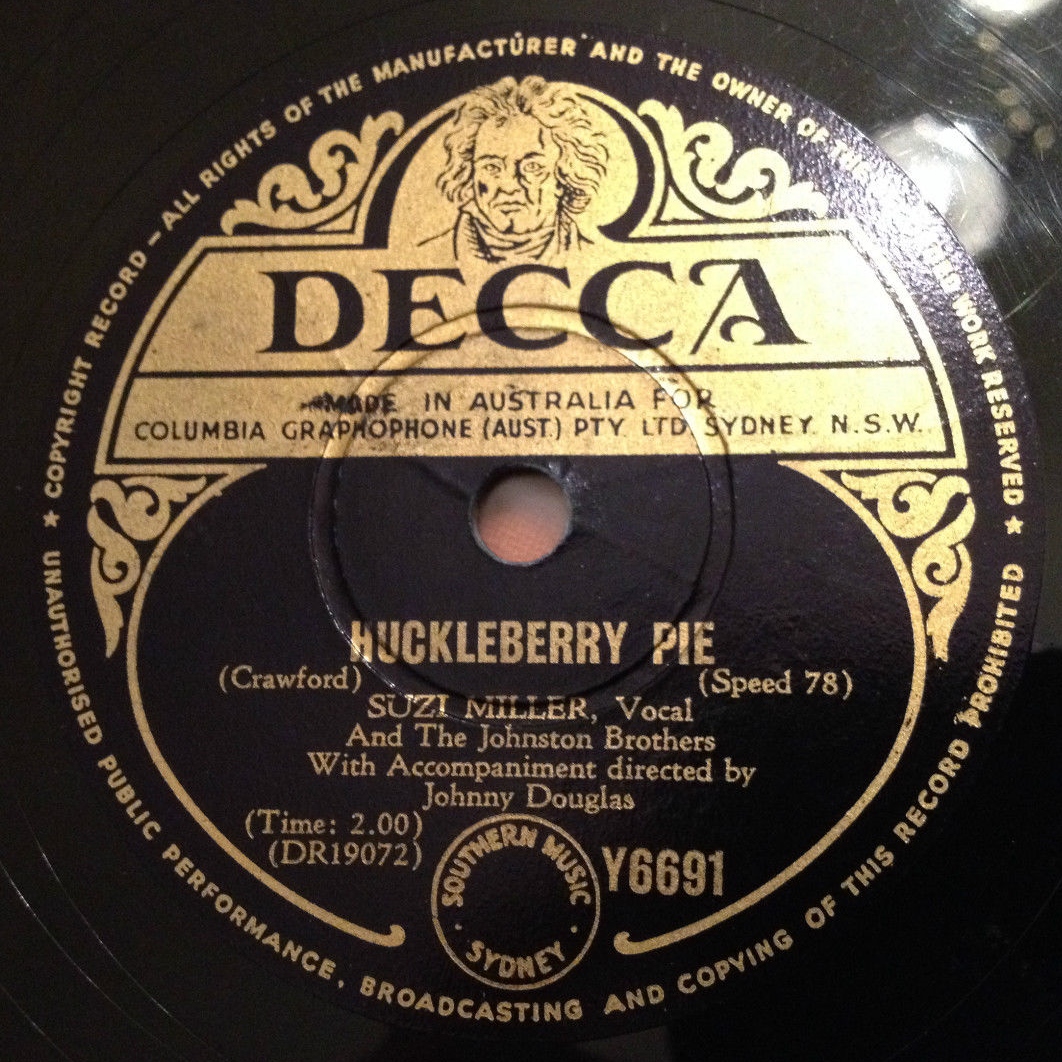 ★ COPYRIGHT RECORD – ALL RIGHTS OF THE MANUFACTURER AND THE OWNER OF THE WORK RESERVED ★
UNAUTHORISED PUBLIC PERFORMANCE, BROADCASTING AND COPYING OF THIS RECORD PROHIBITED
DECCA
MADE IN AUSTRALIA FOR
COLUMBIA GRAPHOPHONE (AUST.) PTY. LTD. SYDNEY. N.S.W.
HUCKLEBERRY PIE
(Crawford) (Speed 78)
SUZI MILLER, Vocal
And The Johnston Brothers
With Accompaniment directed by
Johnny Douglas
(Time: 2.00)
(DR19072)
Y6691
SOUTHERN MUSIC
· SYDNEY ·